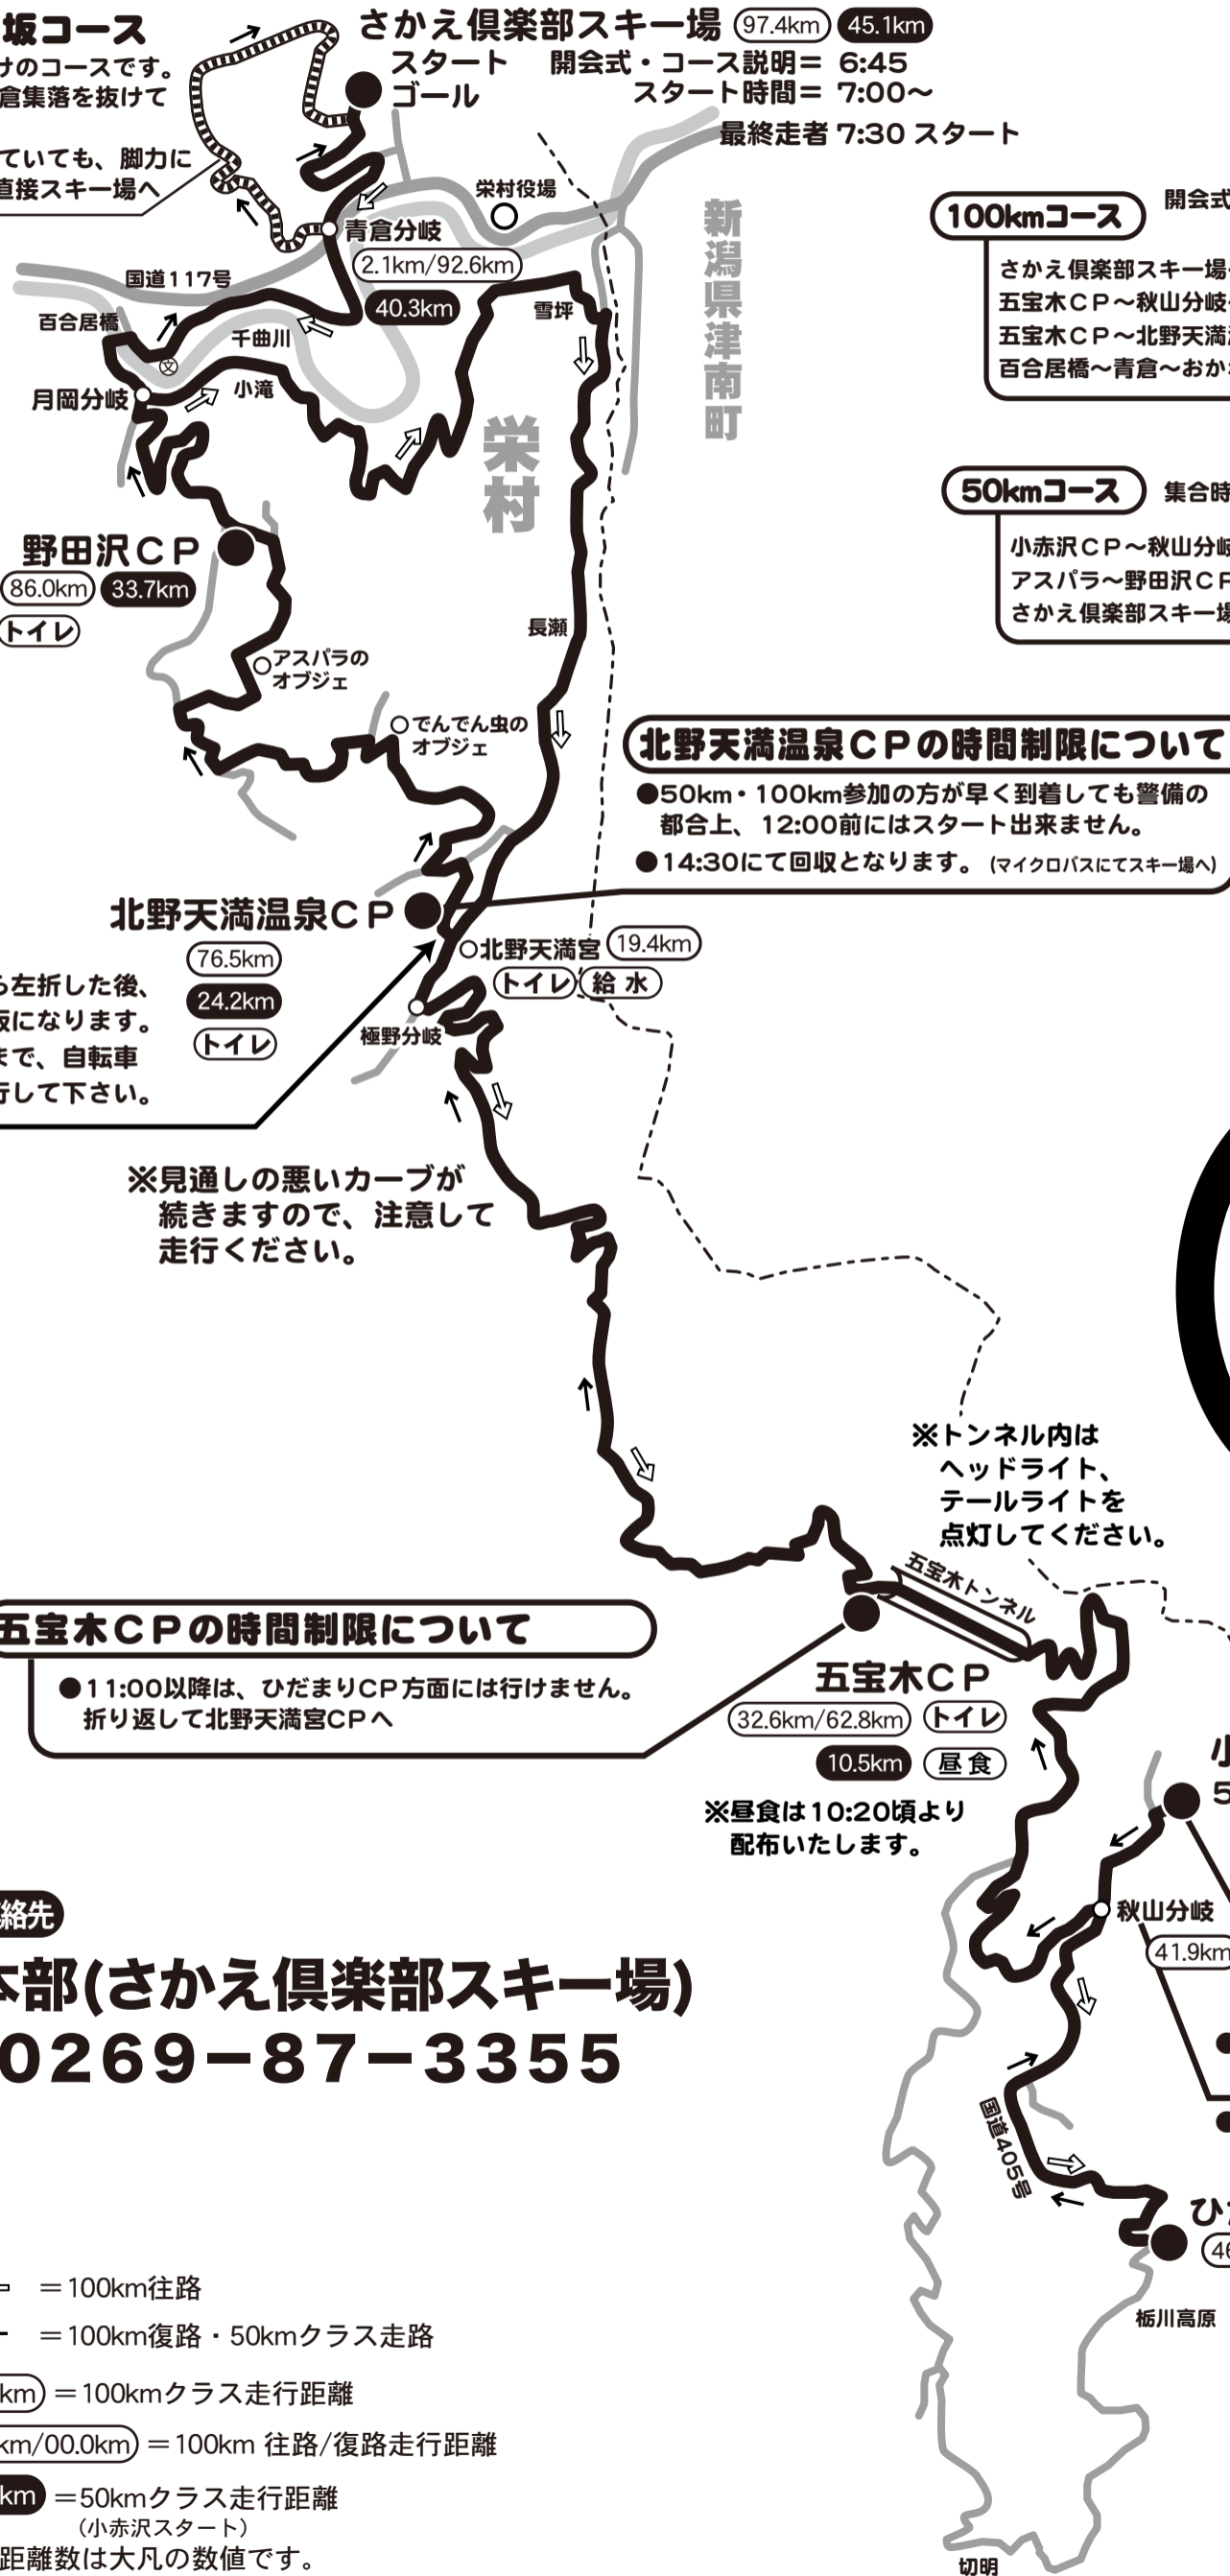 坂コース
けのコースです。
倉集落を抜けて
ていても、脚力に
直接スキー場へ
さかえ倶楽部スキー場 97.4km 45.1km
スタート
ゴール
開会式・コース説明＝ 6:45
スタート時間＝ 7:00〜
最終走者 7:30 スタート
栄村役場
青倉分岐
2.1km/92.6km
40.3km
国道117号
百合居橋
千曲川
雪坪
文
月岡分岐
小滝
新潟県津南町
栄村
100kmコース
開会式
さかえ倶楽部スキー場
五宝木ＣＰ〜秋山分岐
五宝木ＣＰ〜北野天満
百合居橋〜青倉〜おか
50kmコース
集合時
小赤沢ＣＰ〜秋山分岐
アスパラ〜野田沢ＣＰ
さかえ倶楽部スキー場
野田沢ＣＰ
86.0km 33.7km
トイレ
長瀬
アスパラの
オブジェ
でんでん虫の
オブジェ
北野天満温泉ＣＰの時間制限について
●50km・100km参加の方が早く到着しても警備の
都合上、12:00前にはスタート出来ません。
●14:30にて回収となります。(マイクロバスにてスキー場へ)
北野天満温泉ＣＰ
76.5km
24.2km
トイレ
北野天満宮 19.4km
トイレ 給水
極野分岐
ら左折した後、
坂になります。
まで、自転車
行して下さい。
※見通しの悪いカーブが
続きますので、注意して
走行ください。
※トンネル内は
ヘッドライト、
テールライトを
点灯してください。
五宝木トンネル
五宝木ＣＰの時間制限について
●11:00以降は、ひだまりCP方面には行けません。
折り返して北野天満宮CPへ
五宝木ＣＰ
32.6km/62.8km トイレ
10.5km 昼食
※昼食は10:20頃より
配布いたします。
小
5
秋山分岐
41.9km
絡先
本部(さかえ倶楽部スキー場)
0269−87−3355
国道405号
ひ
46
栃川高原
切明
＝100km往路
＝100km復路・50kmクラス走路
km ＝100kmクラス走行距離
km/00.0km ＝100km 往路/復路走行距離
km ＝50kmクラス走行距離
（小赤沢スタート）
距離数は大凡の数値です。